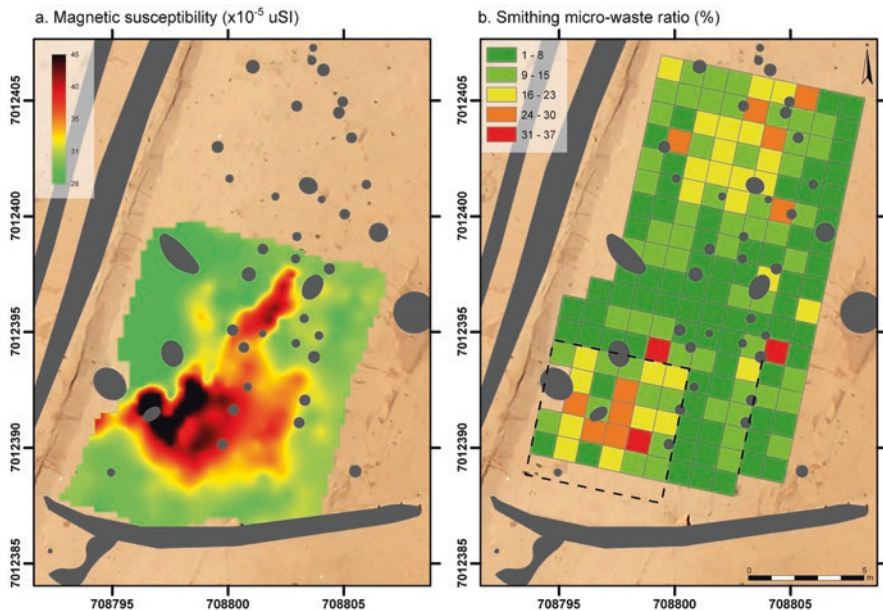 a. Magnetic susceptibility (x10-5 uSI)
b. Smithing micro-waste ratio (%)
45
40
35
31
28
1 - 8
9 - 15
16 - 23
24 - 30
31 - 37
7012405
7012400
7012395
7012390
7012385
7012405
7012400
7012395
7012390
7012385
0
5
m
708795
708800
708805
708795
708800
708805